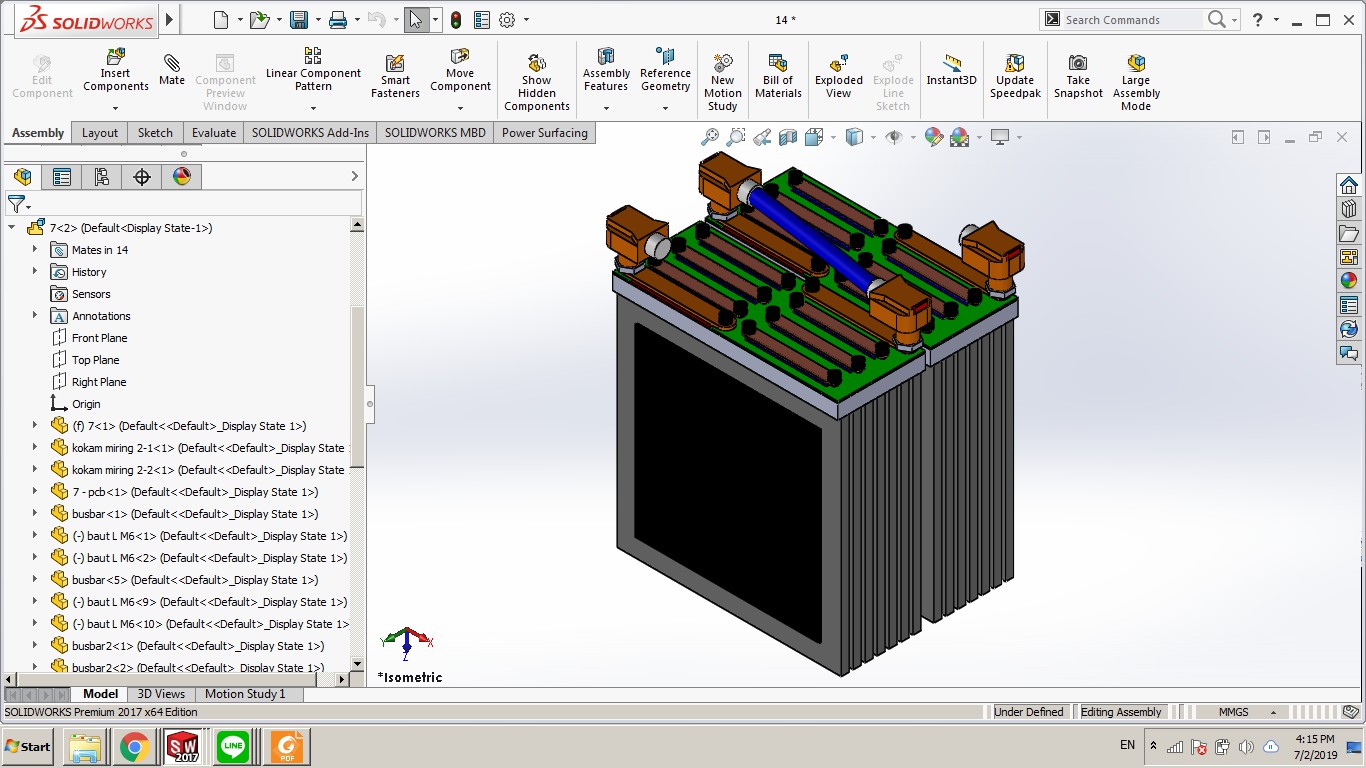 SOLIDWORKS
14 *
Search Commands
Edit Component
Insert Components
Mate
Component Preview Window
Linear Component Pattern
Smart Fasteners
Move Component
Show Hidden Components
Assembly Features
Reference Geometry
New Motion Study
Bill of Materials
Exploded View
Explode Line Sketch
Instant3D
Update Speedpak
Take Snapshot
Large Assembly Mode
Assembly
Layout
Sketch
Evaluate
SOLIDWORKS Add-Ins
SOLIDWORKS MBD
Power Surfacing
7<2> (Default<Display State-1>)
Mates in 14
History
Sensors
Annotations
Front Plane
Top Plane
Right Plane
Origin
(f) 7<1> (Default<<Default>_Display State 1>)
kokam miring 2-1<1> (Default<<Default>_Display State 1
kokam miring 2-2<1> (Default<<Default>_Display State
7 - pcb<1> (Default<<Default>_Display State 1>)
busbar<1> (Default<<Default>_Display State 1>)
(-) baut L M6<1> (Default<<Default>_Display State 1>)
(-) baut L M6<2> (Default<<Default>_Display State 1>)
busbar<5> (Default<<Default>_Display State 1>)
(-) baut L M6<9> (Default<<Default>_Display State 1>)
(-) baut L M6<10> (Default<<Default>_Display State 1>
busbar2<1> (Default<<Default>_Display State 1>)
busbar2<2> (Default<<Default>_Display State 1>)
Y
X
Z
*Isometric
Model
3D Views
Motion Study 1
SOLIDWORKS Premium 2017 x64 Edition
Under Defined
Editing Assembly
MMGS
Start
SW
2017
LINE
PDF
EN
4:15 PM
7/2/2019